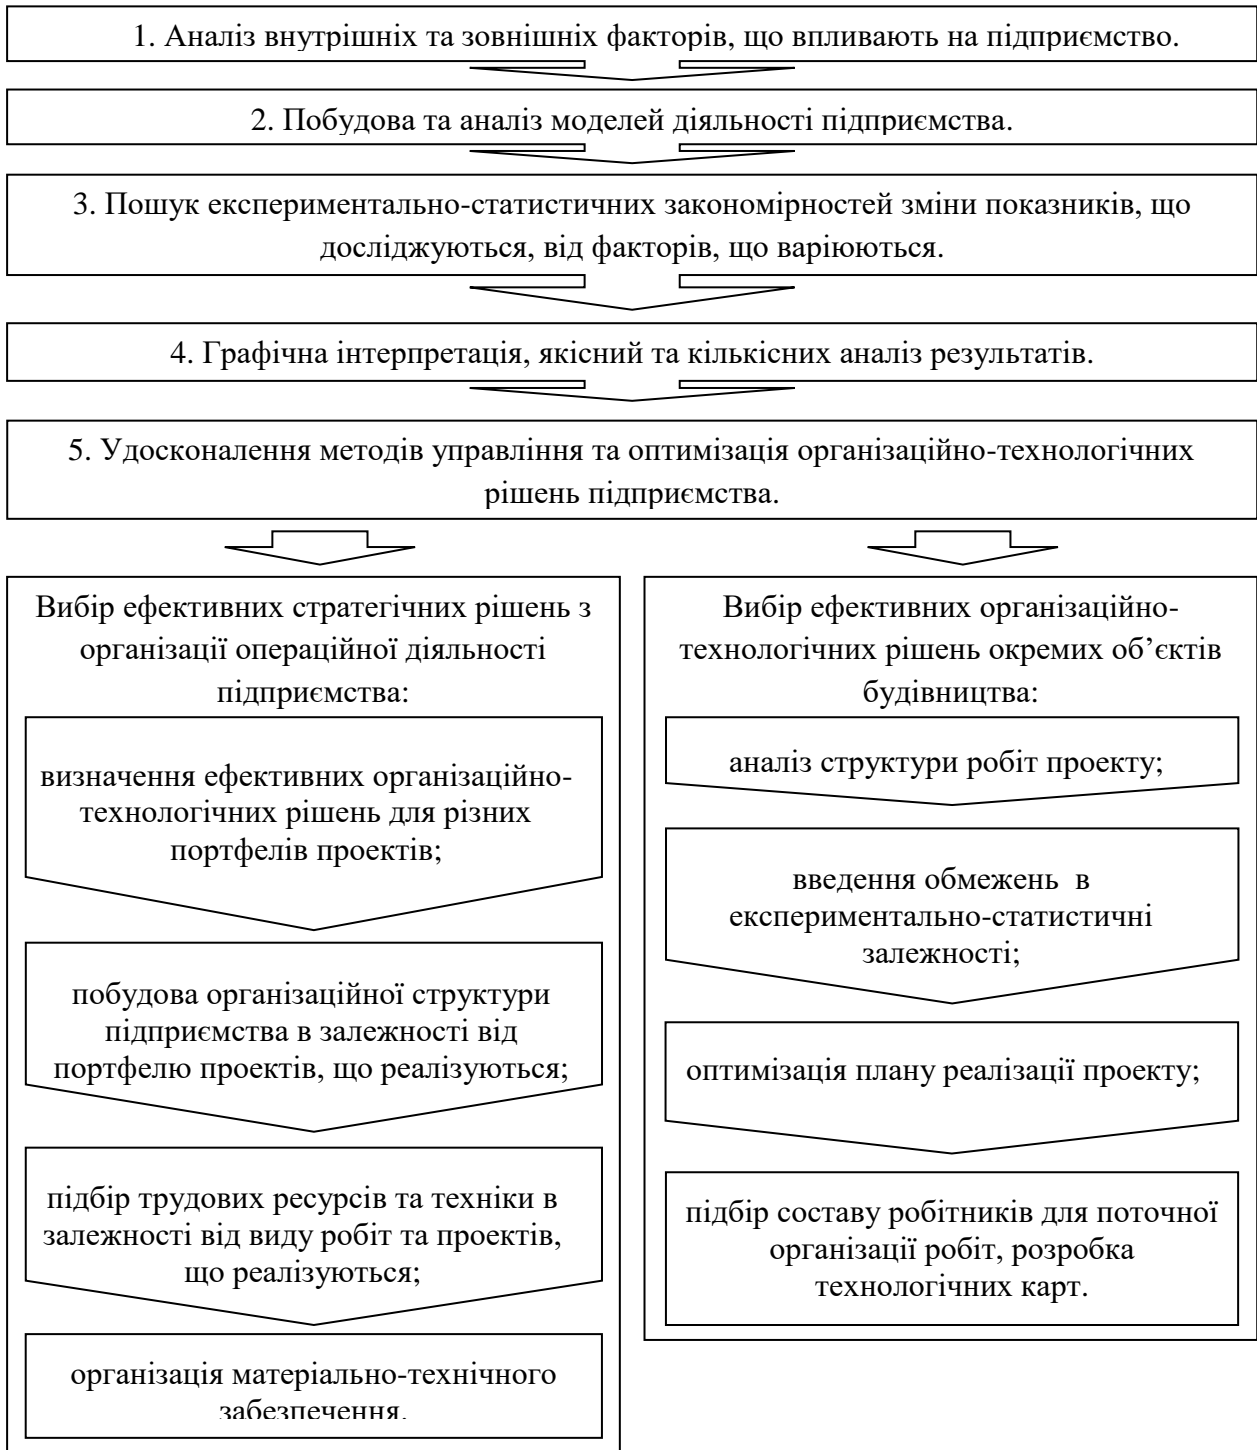 1. Аналіз внутрішніх та зовнішніх факторів, що впливають на підприємство.
2. Побудова та аналіз моделей діяльності підприємства.
3. Пошук експериментально-статистичних закономірностей зміни показників, що
досліджуються, від факторів, що варіюються.
4. Графічна інтерпретація, якісний та кількісних аналіз результатів.
5. Удосконалення методів управління та оптимізація організаційно-технологічних
рішень підприємства.
Вибір ефективних стратегічних рішень з
організації операційної діяльності
підприємства:
визначення ефективних організаційно-
технологічних рішень для різних
портфелів проектів;
побудова організаційної структури
підприємства в залежності від
портфелю проектів, що реалізуються;
підбір трудових ресурсів та техніки в
залежності від виду робіт та проектів,
що реалізуються;
організація матеріально-технічного
забезпечення.
Вибір ефективних організаційно-
технологічних рішень окремих об’єктів
будівництва:
аналіз структури робіт проекту;
введення обмежень в
експериментально-статистичні
залежності;
оптимізація плану реалізації проекту;
підбір составу робітників для поточної
організації робіт, розробка
технологічних карт.